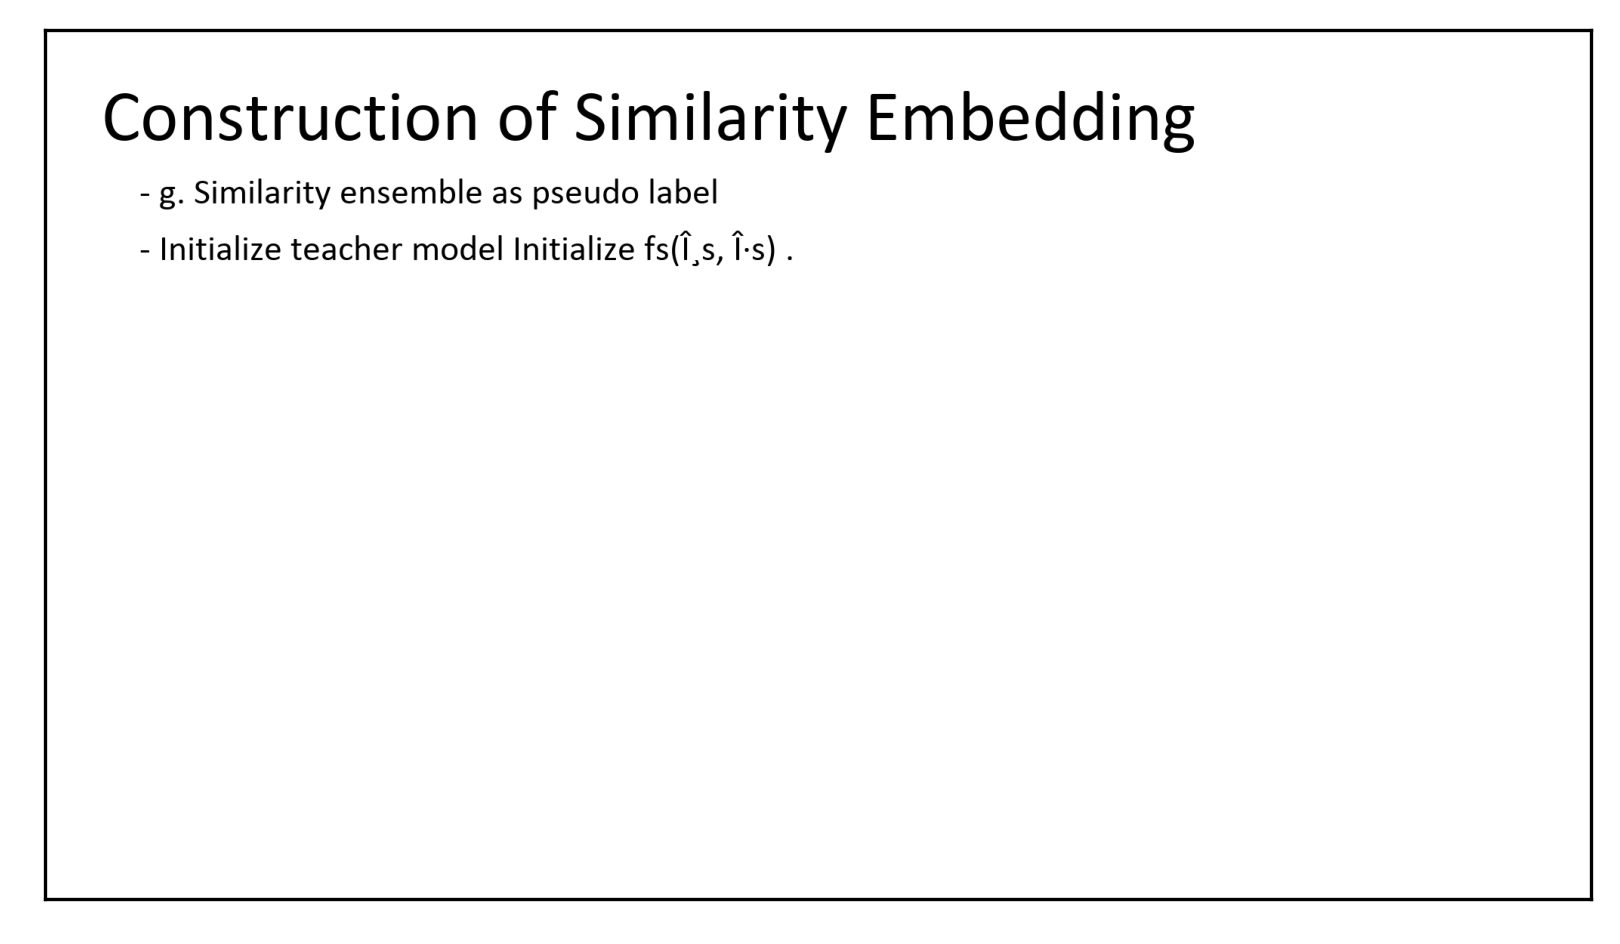 Construction of Similarity Embedding
- g. Similarity ensemble as pseudo label
- Initialize teacher model Initialize fs(Î¸s, Î·s) .